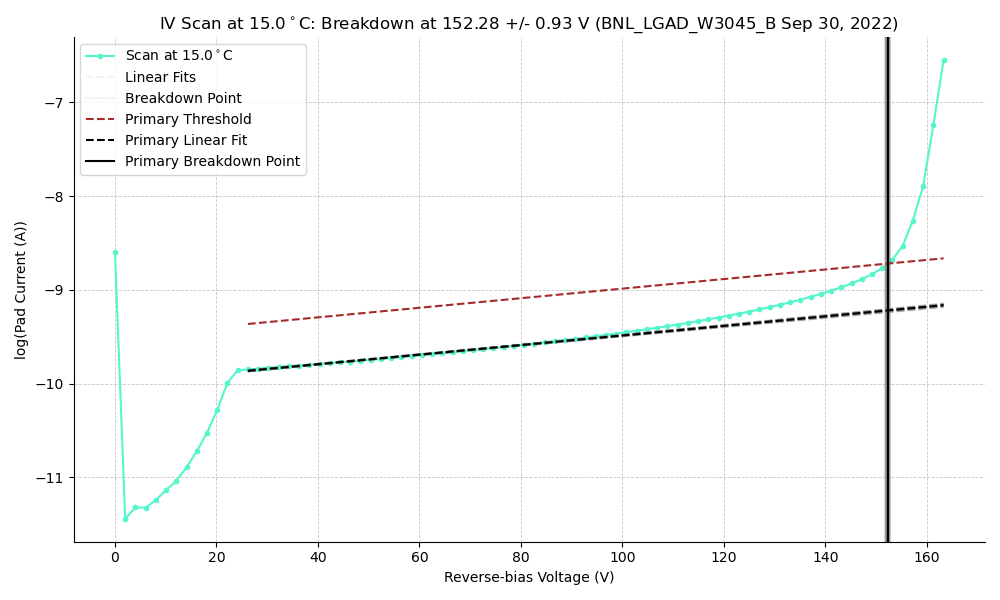 IV Scan at 15.0°C: Breakdown at 152.28 +/- 0.93 V (BNL_LGAD_W3045_B Sep 30, 2022)
Scan at 15.0°C
Linear Fits
Breakdown Point
Primary Threshold
Primary Linear Fit
Primary Breakdown Point
log(Pad Current (A))
−7
−8
−9
−10
−11
0 20 40 60 80 100 120 140 160
Reverse-bias Voltage (V)